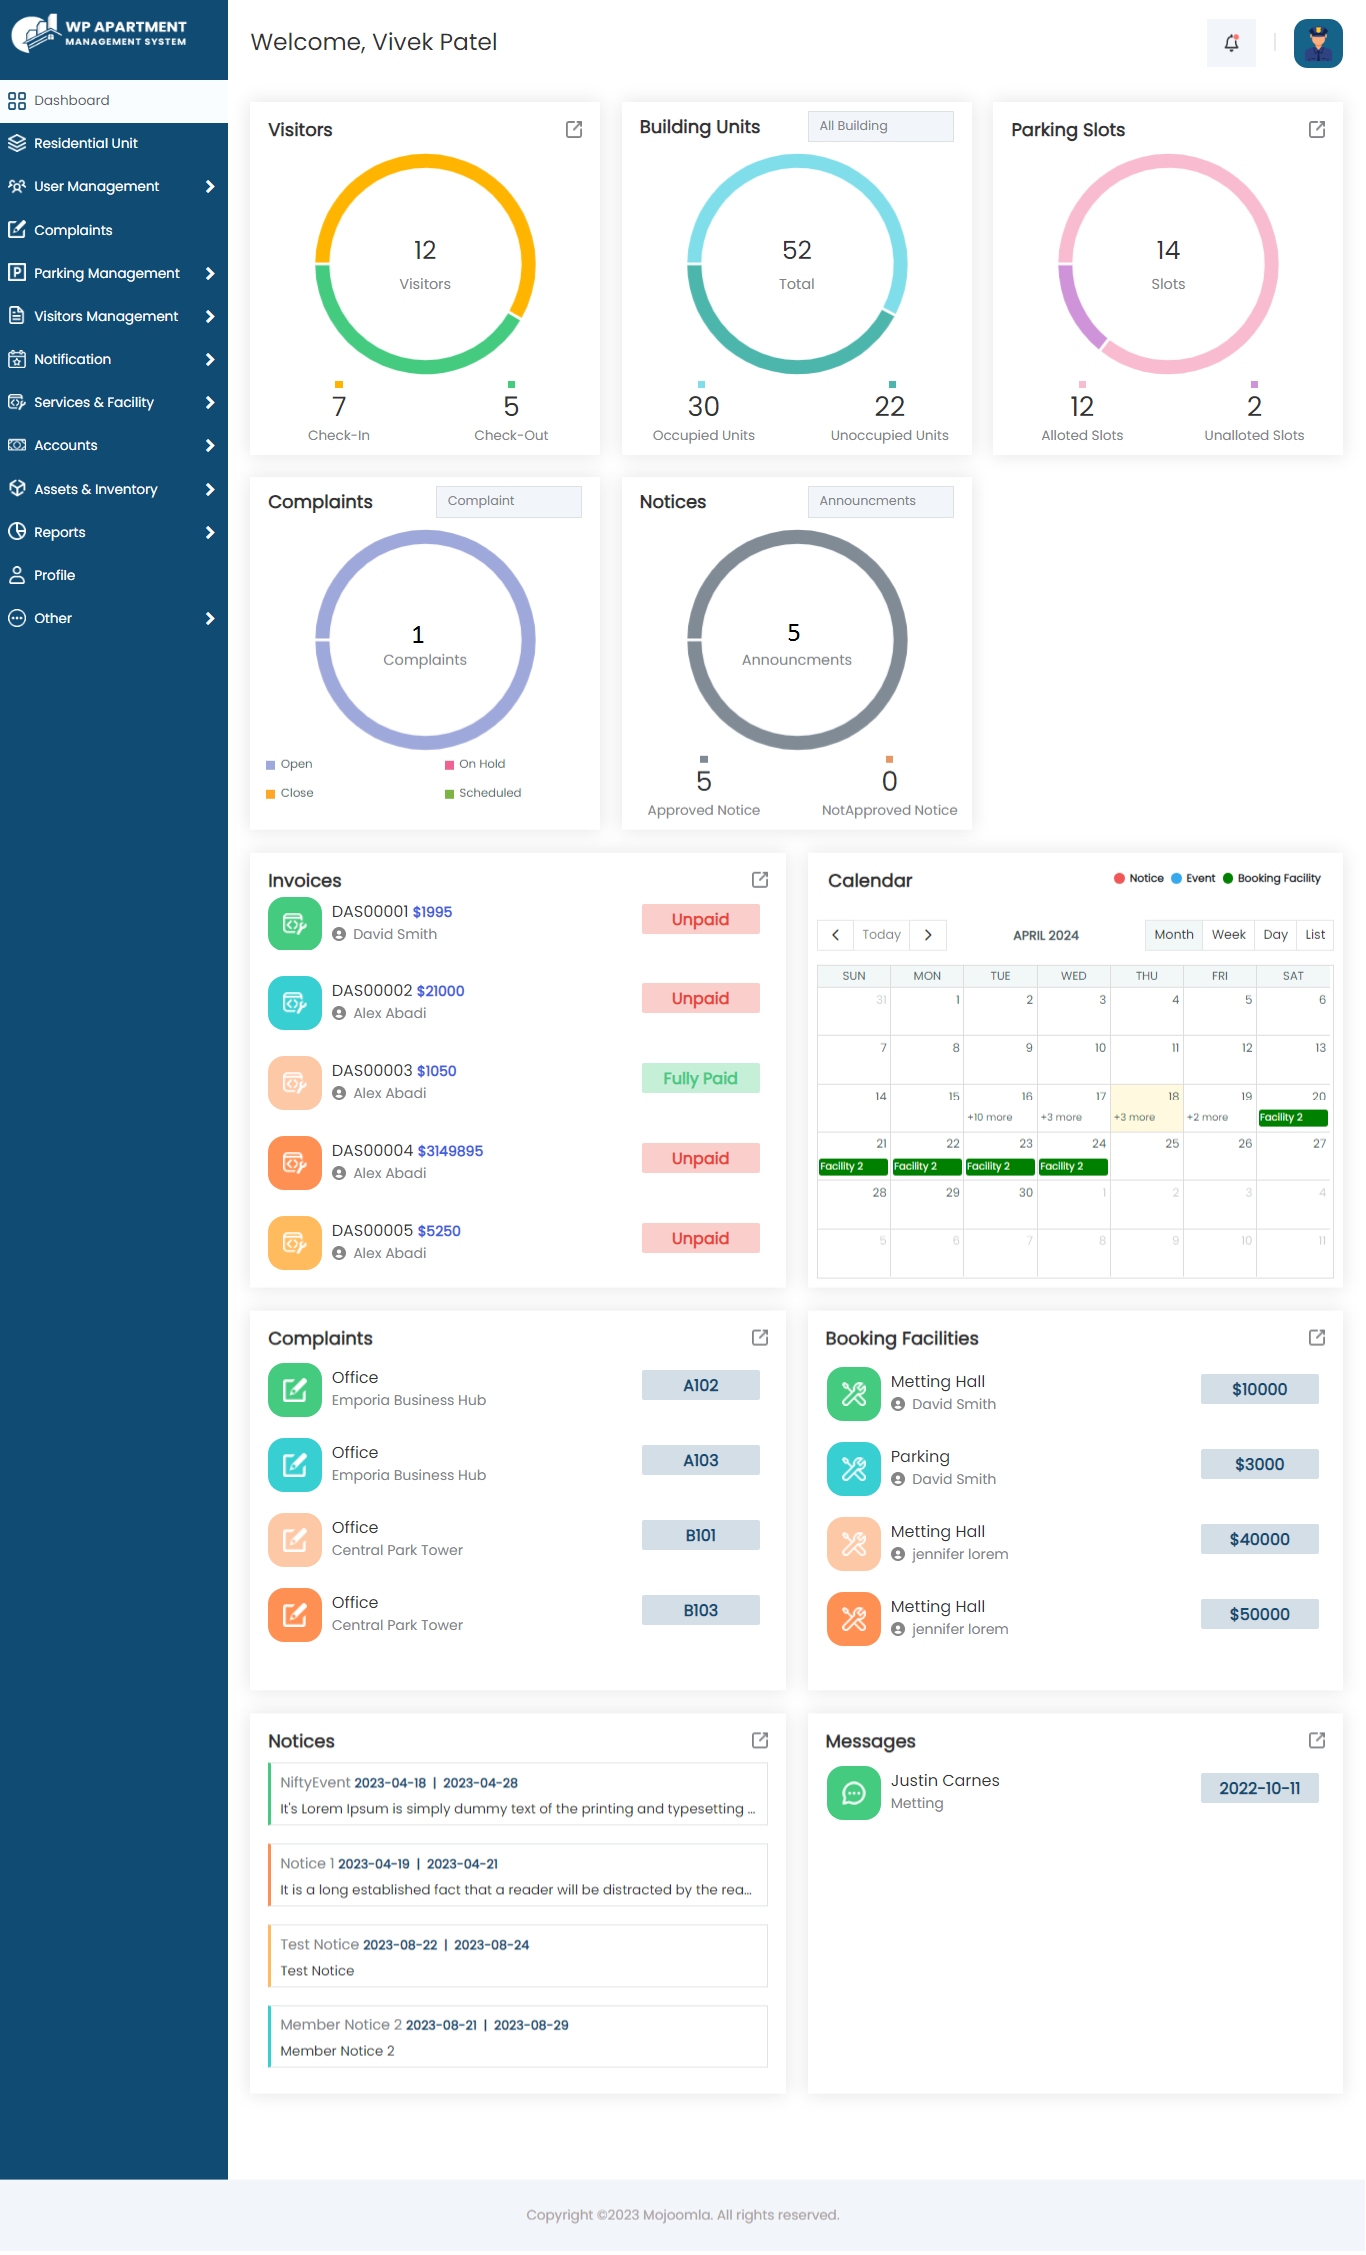 WP APARTMENT
MANAGEMENT SYSTEM
Dashboard
Residential Unit
User Management
Complaints
Parking Management
Visitors Management
Notification
Services & Facility
Accounts
Assets & Inventory
Reports
Profile
Other
Welcome, Vivek Patel
Visitors
12
Visitors
7
Check-In
5
Check-Out
Building Units
All Building
52
Total
30
Occupied Units
22
Unoccupied Units
Parking Slots
14
Slots
12
Alloted Slots
2
Unalloted Slots
Complaints
Complaint
1
Complaints
Open
On Hold
Close
Scheduled
Notices
Announcments
5
Announcments
5
Approved Notice
0
NotApproved Notice
Invoices
DAS00001 $1995
David Smith
Unpaid
DAS00002 $21000
Alex Abadi
Unpaid
DAS00003 $1050
Alex Abadi
Fully Paid
DAS00004 $3149895
Alex Abadi
Unpaid
DAS00005 $5250
Alex Abadi
Unpaid
Calendar
Notice Event Booking Facility
Today
APRIL 2024
Month Week Day List
SUN MON TUE WED THU FRI SAT
31 1 2 3 4 5 6
7 8 9 10 11 12 13
14 15 16 17 18 19 20
+10 more +3 more +3 more +2 more Facility 2
21 22 23 24 25 26 27
Facility 2 Facility 2 Facility 2 Facility 2
28 29 30 1 2 3 4
5 6 7 8 9 10 11
Complaints
Office
Emporia Business Hub
A102
Office
Emporia Business Hub
A103
Office
Central Park Tower
B101
Office
Central Park Tower
B103
Booking Facilities
Metting Hall
David Smith
$10000
Parking
David Smith
$3000
Metting Hall
jennifer lorem
$40000
Metting Hall
jennifer lorem
$50000
Notices
NiftyEvent 2023-04-18 | 2023-04-28
It's Lorem Ipsum is simply dummy text of the printing and typesetting ...
Notice 1 2023-04-19 | 2023-04-21
It is a long established fact that a reader will be distracted by the rea...
Test Notice 2023-08-22 | 2023-08-24
Test Notice
Member Notice 2 2023-08-21 | 2023-08-29
Member Notice 2
Messages
Justin Carnes
Metting
2022-10-11
Copyright ©2023 Mojoomla. All rights reserved.